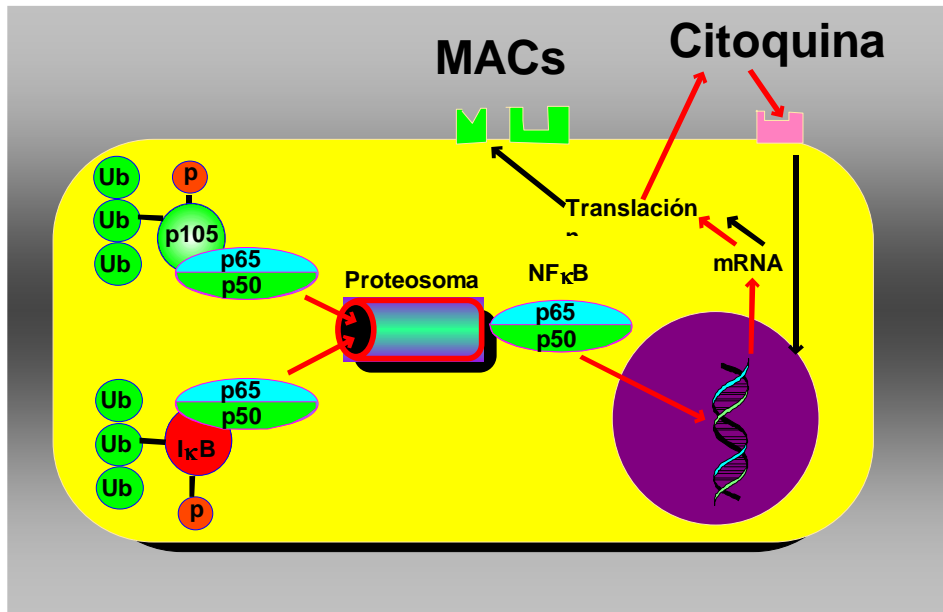 MACs
Citoquina
Ub
p
Ub
p105
Ub
p65
p50
Translación
mRNA
Proteosoma
NFκB
p65
p50
Ub
p65
p50
Ub
IκB
Ub
p